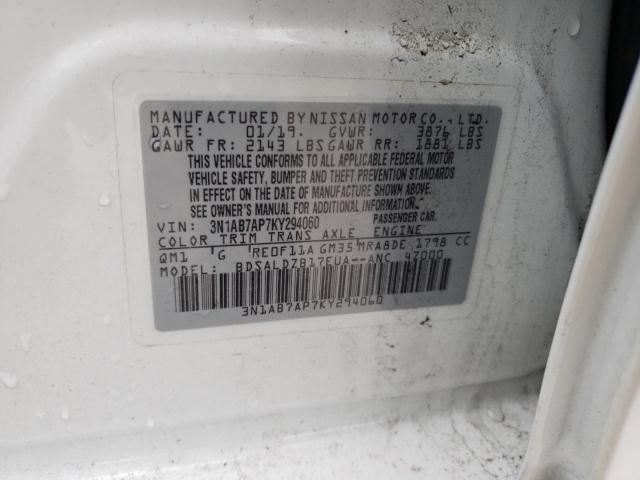 MANUFACTURED BY NISSAN MOTOR CO., LTD.
DATE: 01/19. GVWR: 3876 LBS
GAWR FR: 2143 LBS GAWR RR: 1881 LBS
THIS VEHICLE CONFORMS TO ALL APPLICABLE FEDERAL MOTOR
VEHICLE SAFETY, BUMPER AND THEFT PREVENTION STANDARDS
IN EFFECT ON THE DATE OF MANUFACTURE SHOWN ABOVE.
SEE OWNER'S MANUAL FOR ADDITIONAL INFORMATION.
VIN: 3N1AB7AP7KY294060 PASSENGER CAR.
COLOR TRIM TRANS AXLE ENGINE
QM1 G RE0F11A GM35 MRA8DE 1798 CC
MODEL: BDSALDZB17EUA--ANC 47000
3N1AB7AP7KY294060